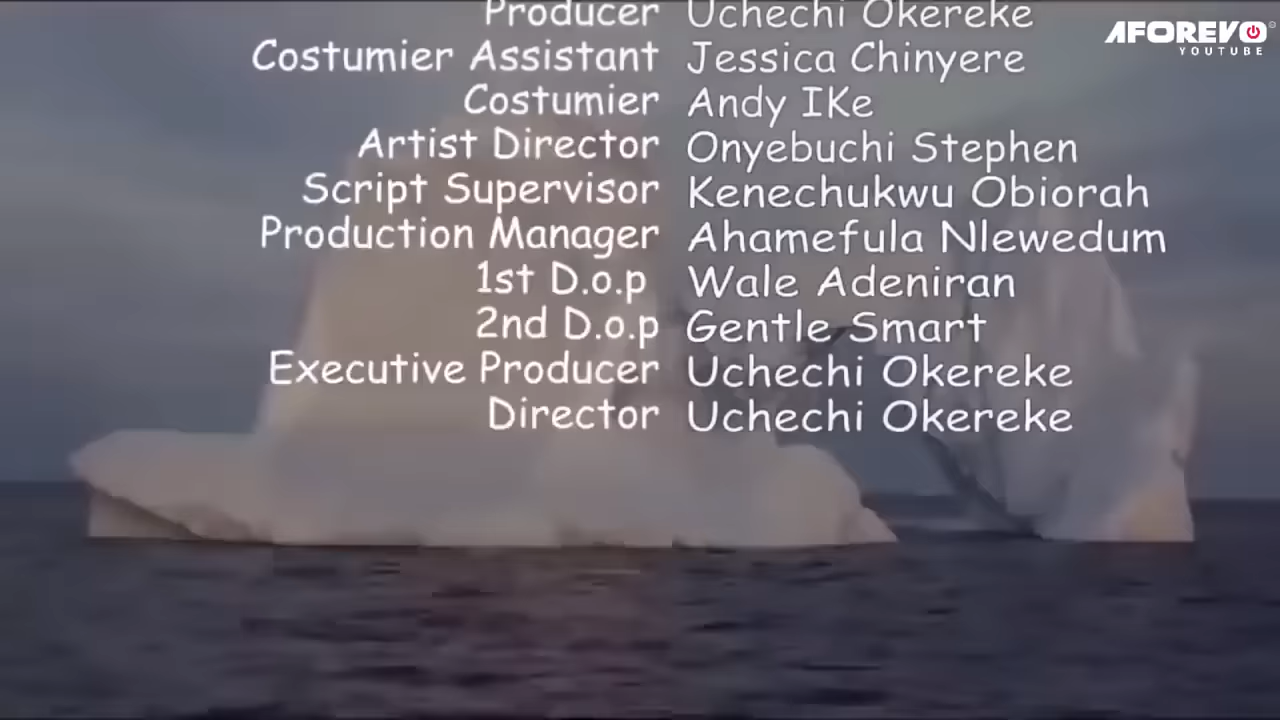 Producer Uchechi Okereke
AFOREVO
YOUTUBE
Costumier Assistant Jessica Chinyere
Costumier Andy IKe
Artist Director Onyebuchi Stephen
Script Supervisor Kenechukwu Obiorah
Production Manager Ahamefula Nlewedum
1st D.o.p Wale Adeniran
2nd D.o.p Gentle Smart
Executive Producer Uchechi Okereke
Director Uchechi Okereke